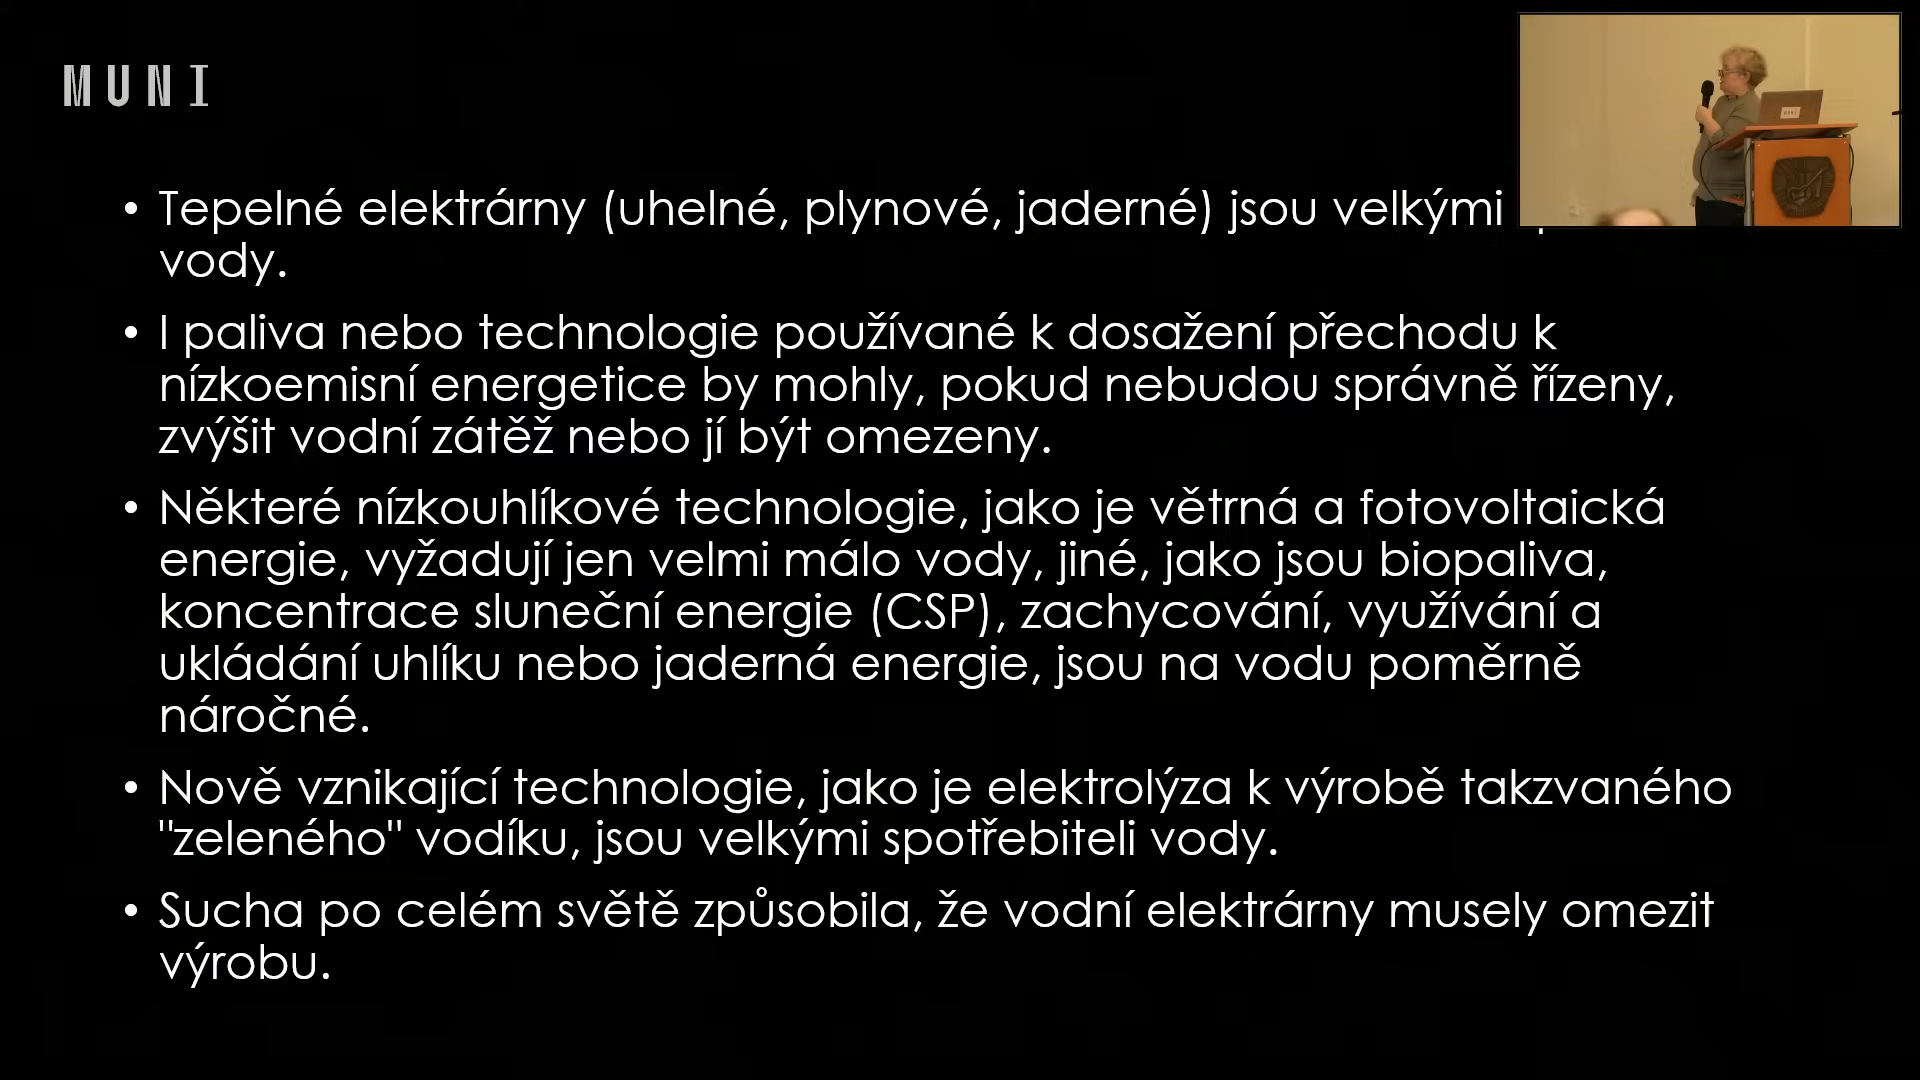 MUNI
• Tepelné elektrárny (uhelné, plynové, jaderné) jsou velkými
vody.
• I paliva nebo technologie používané k dosažení přechodu k
nízkoemisní energetice by mohly, pokud nebudou správně řízeny,
zvýšit vodní zátěž nebo jí být omezeny.
• Některé nízkouhlíkové technologie, jako je větrná a fotovoltaická
energie, vyžadují jen velmi málo vody, jiné, jako jsou biopaliva,
koncentrace sluneční energie (CSP), zachycování, využívání a
ukládání uhlíku nebo jaderná energie, jsou na vodu poměrně
náročné.
• Nově vznikající technologie, jako je elektrolýza k výrobě takzvaného
"zeleného" vodíku, jsou velkými spotřebiteli vody.
• Sucha po celém světě způsobila, že vodní elektrárny musely omezit
výrobu.